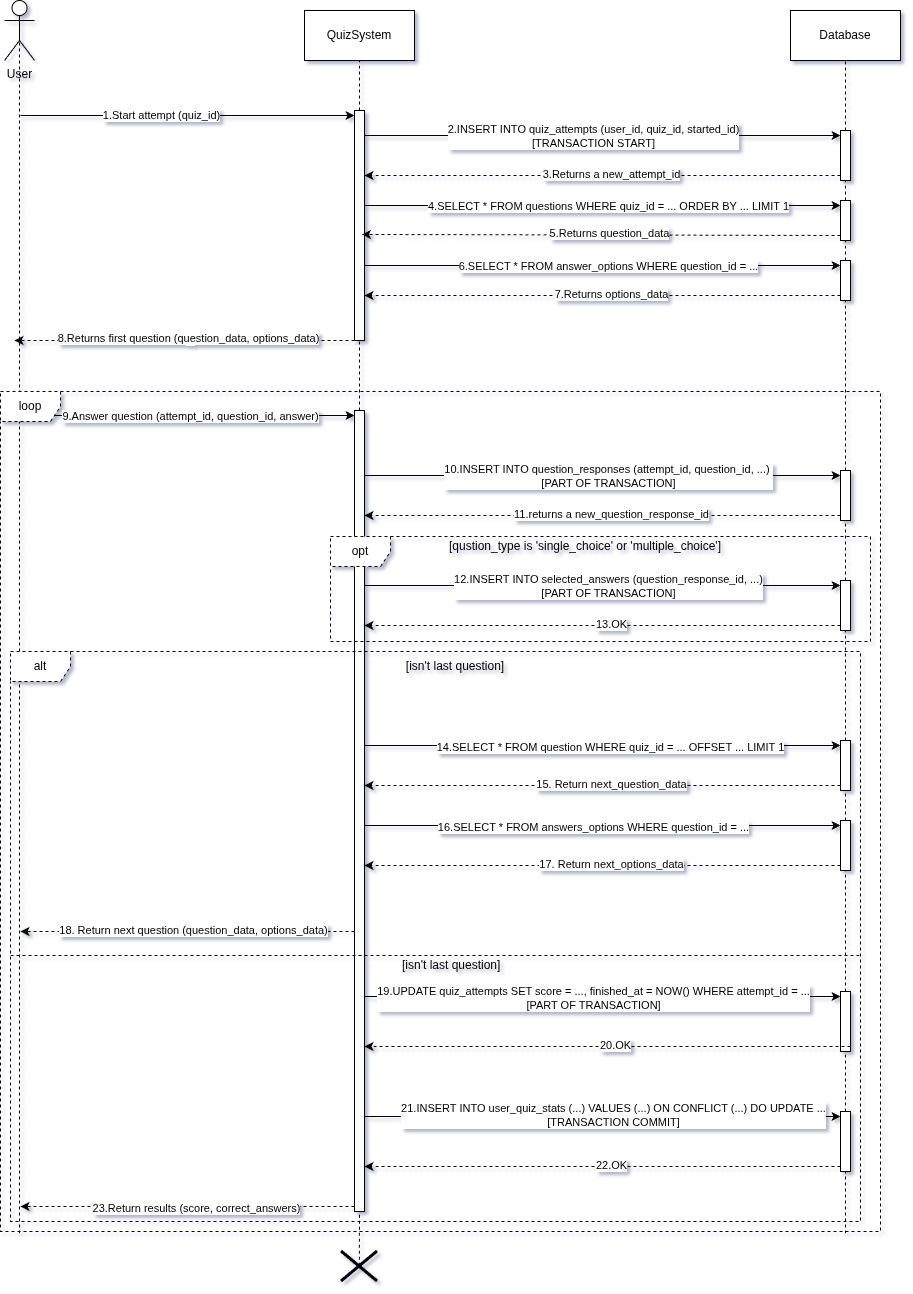 QuizSystem
Database
User
1.Start attempt (quiz_id)
2.INSERT INTO quiz_attempts (user_id, quiz_id, started_id)
[TRANSACTION START]
3.Returns a new_attempt_id
4.SELECT * FROM questions WHERE quiz_id = ... ORDER BY ... LIMIT 1
5.Returns question_data
6.SELECT * FROM answer_options WHERE question_id = ...
7.Returns options_data
8.Returns first question (question_data, options_data)
loop
9.Answer question (attempt_id, question_id, answer)
10.INSERT INTO question_responses (attempt_id, question_id, ...)
[PART OF TRANSACTION]
11.returns a new_question_response_id
opt
[qustion_type is 'single_choice' or 'multiple_choice']
12.INSERT INTO selected_answers (question_response_id, ...)
[PART OF TRANSACTION]
13.OK
alt
[isn't last question]
14.SELECT * FROM question WHERE quiz_id = ... OFFSET ... LIMIT 1
15. Return next_question_data
16.SELECT * FROM answers_options WHERE question_id = ...
17. Return next_options_data
18. Return next question (question_data, options_data)
[isn't last question]
19.UPDATE quiz_attempts SET score = ..., finished_at = NOW() WHERE attempt_id = ...
[PART OF TRANSACTION]
20.OK
21.INSERT INTO user_quiz_stats (...) VALUES (...) ON CONFLICT (...) DO UPDATE ...
[TRANSACTION COMMIT]
22.OK
23.Return results (score, correct_answers)